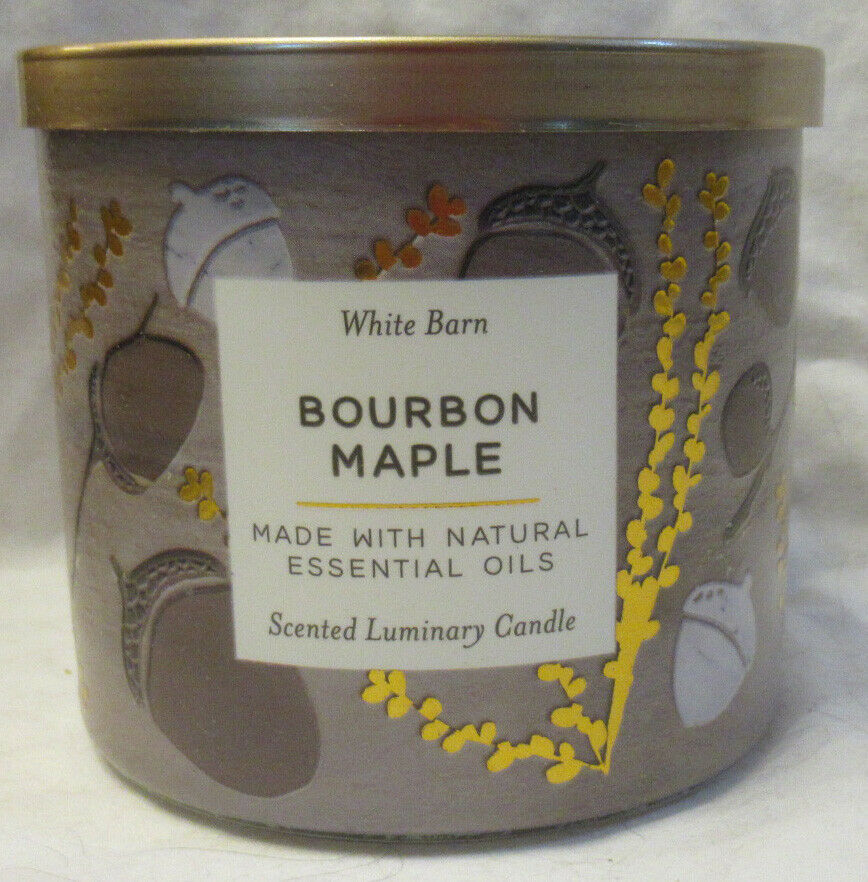 White Barn
BOURBON
MAPLE
MADE WITH NATURAL
ESSENTIAL OILS
Scented Luminary Candle